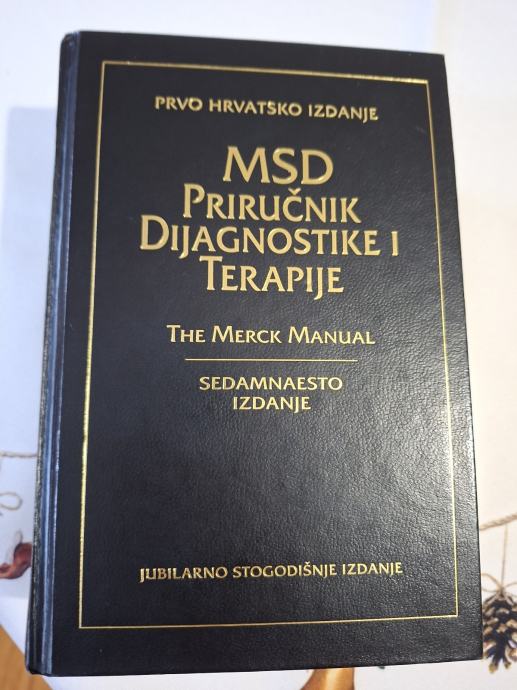 PRVO HRVATSKO IZDANJE
MSD
PRIRUČNIK
DIJAGNOSTIKE I
TERAPIJE
THE MERCK MANUAL
SEDAMNAESTO
IZDANJE
JUBILARNO STOGODIŠNJE IZDANJE